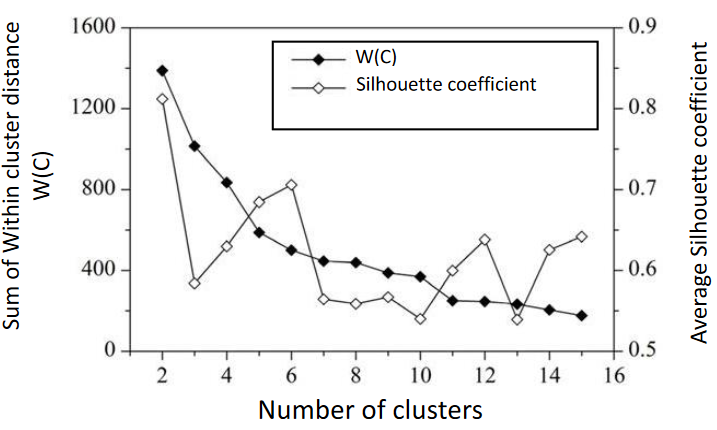 Sum of Within cluster distance
W(C)
1600
1200
800
400
0
W(C)
Silhouette coefficient
0.9
0.8
0.7
0.6
0.5
Average Silhouette coefficient
2 4 6 8 10 12 14 16
Number of clusters